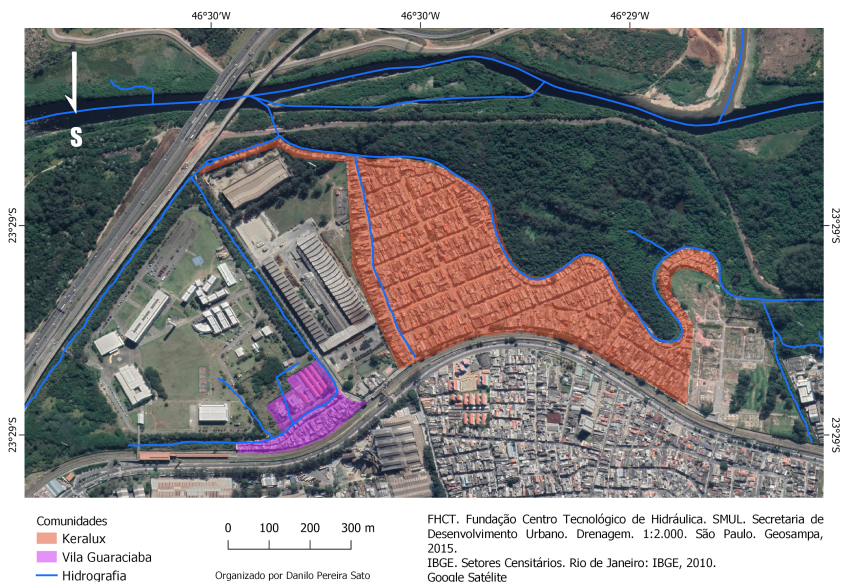 46°30'W
46°30'W
46°29'W
S
23°29'S
23°29'S
23°29'S
23°29'S
Comunidades
Keralux
Vila Guaraciaba
Hidrografia
0 100 200 300 m
Organizado por Danilo Pereira Sato
FHCT. Fundação Centro Tecnológico de Hidráulica. SMUL. Secretaria de
Desenvolvimento Urbano. Drenagem. 1:2.000. São Paulo. Geosampa,
2015.
IBGE. Setores Censitários. Rio de Janeiro: IBGE, 2010.
Google Satélite